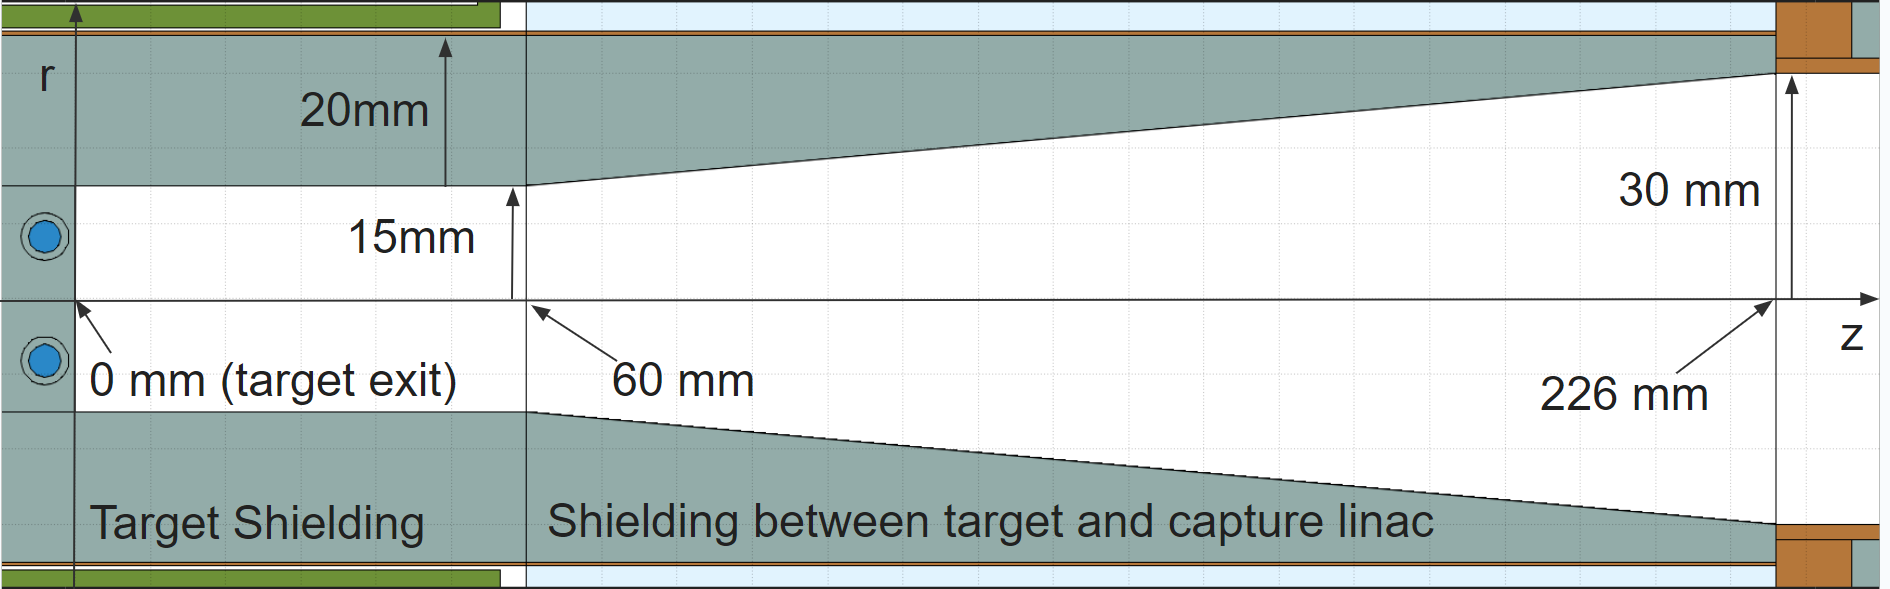 r
20mm
30 mm
15mm
z
0 mm (target exit)
60 mm
226 mm
Target Shielding
Shielding between target and capture linac